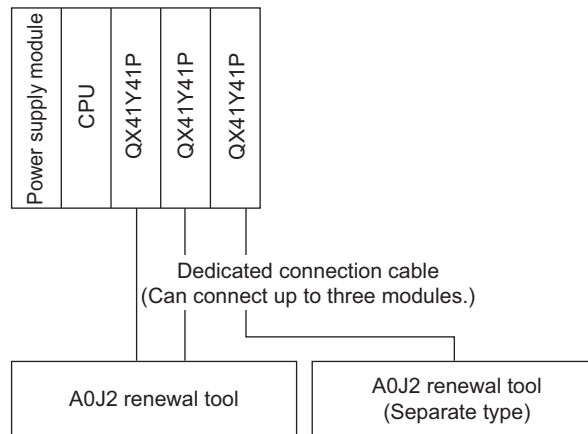 Power supply module
CPU
QX41Y41P
QX41Y41P
QX41Y41P
Dedicated connection cable
(Can connect up to three modules.)
A0J2 renewal tool
A0J2 renewal tool
(Separate type)